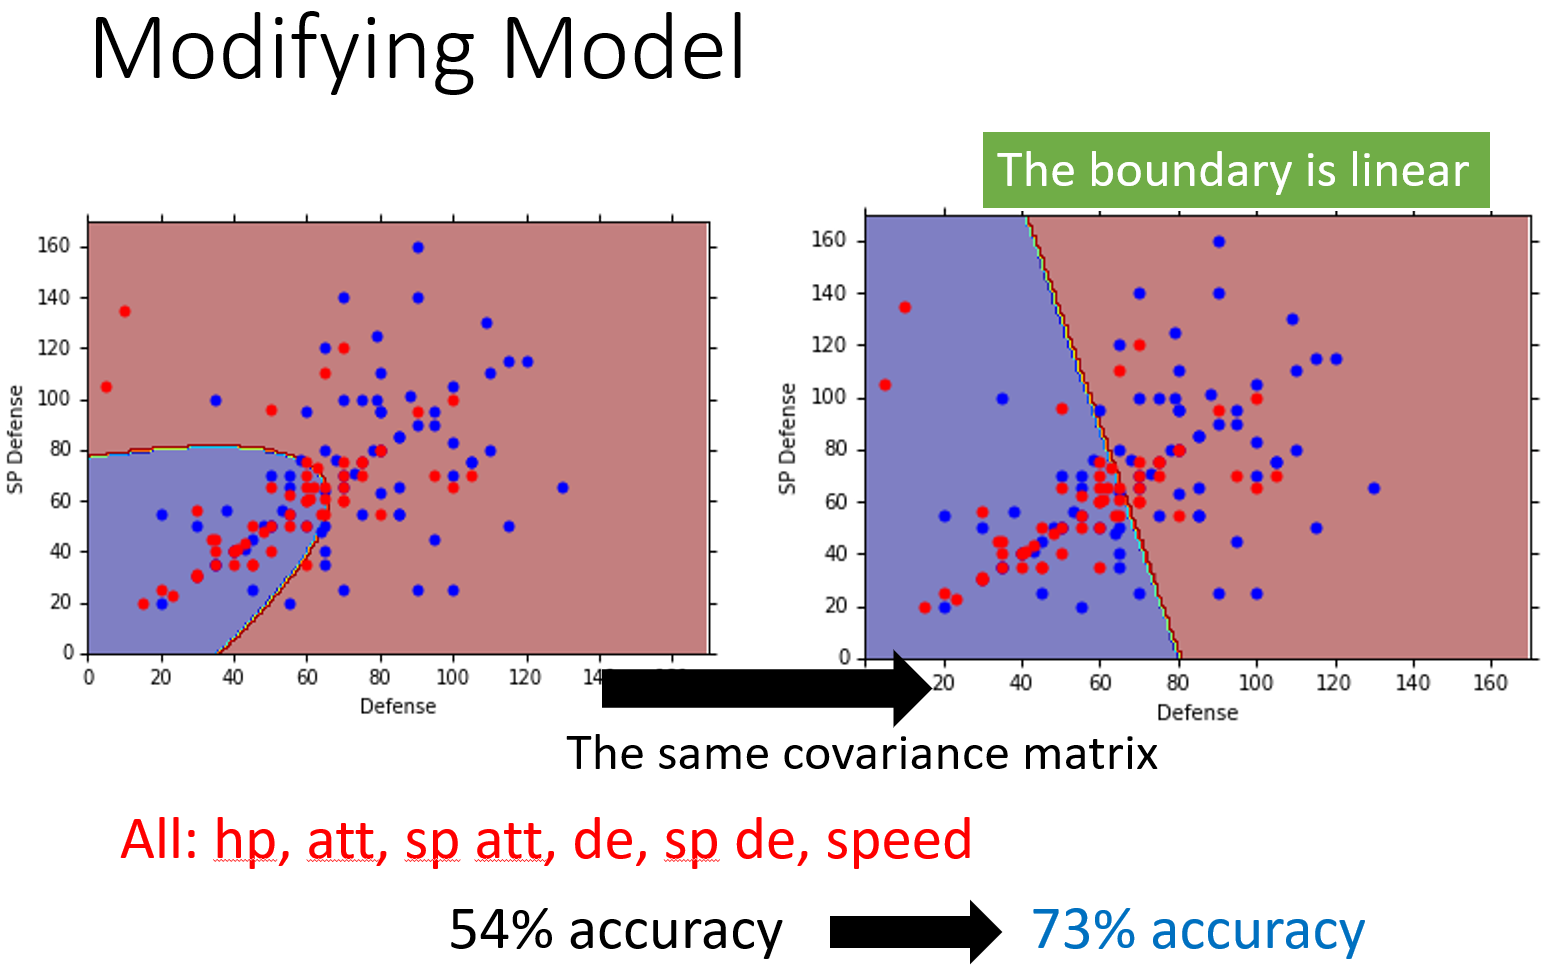 Modifying Model
The boundary is linear
160
140
120
100
80
60
40
20
0
SP Defense
0 20 40 60 80 100 120
Defense
160
140
120
100
80
60
40
20
0
SP Defense
20 40 60 80 100 120 140 160
Defense
The same covariance matrix
All: hp, att, sp att, de, sp de, speed
54% accuracy 73% accuracy